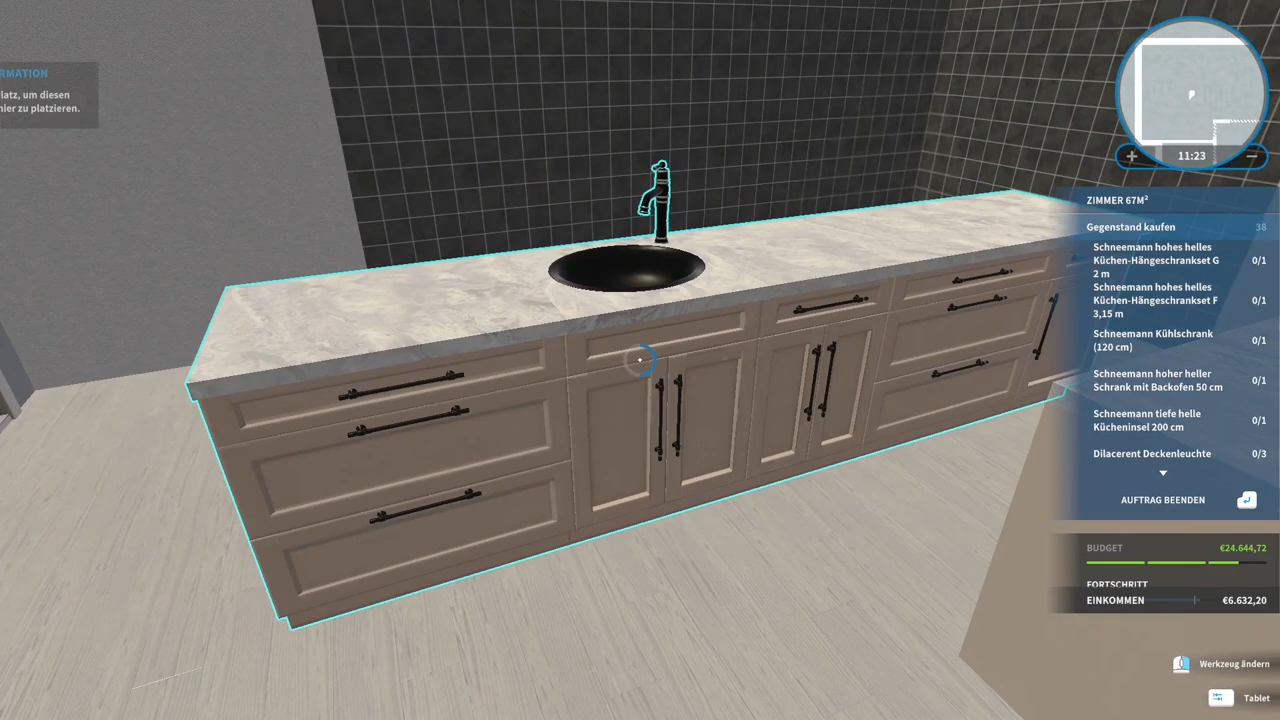 RMATION
latz, um diesen
hier zu platzieren.
11:23
ZIMMER 67M²
Gegenstand kaufen 38
Schneemann hohes helles
Küchen-Hängeschrankset G
2 m 0/1
Schneemann hohes helles
Küchen-Hängeschrankset F
3,15 m 0/1
Schneemann Kühlschrank
(120 cm) 0/1
Schneemann hoher heller
Schrank mit Backofen 50 cm 0/1
Schneemann tiefe helle
Kücheninsel 200 cm 0/1
Dilacerent Deckenleuchte 0/3
AUFTRAG BEENDEN
BUDGET €24.644,72
FORTSCHRITT
EINKOMMEN €6.632,20
Werkzeug ändern
Tablet